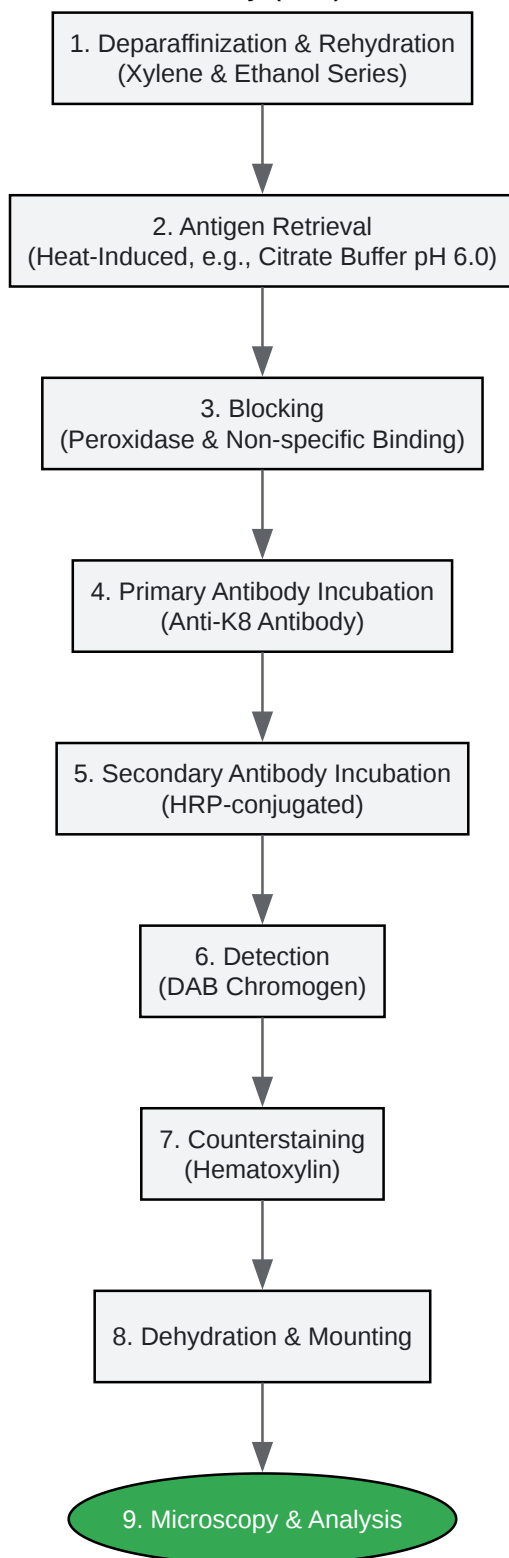 1. Deparaffinization & Rehydration
(Xylene & Ethanol Series)
2. Antigen Retrieval
(Heat-Induced, e.g., Citrate Buffer pH 6.0)
3. Blocking
(Peroxidase & Non-specific Binding)
4. Primary Antibody Incubation
(Anti-K8 Antibody)
5. Secondary Antibody Incubation
(HRP-conjugated)
6. Detection
(DAB Chromogen)
7. Counterstaining
(Hematoxylin)
8. Dehydration & Mounting
9. Microscopy & Analysis